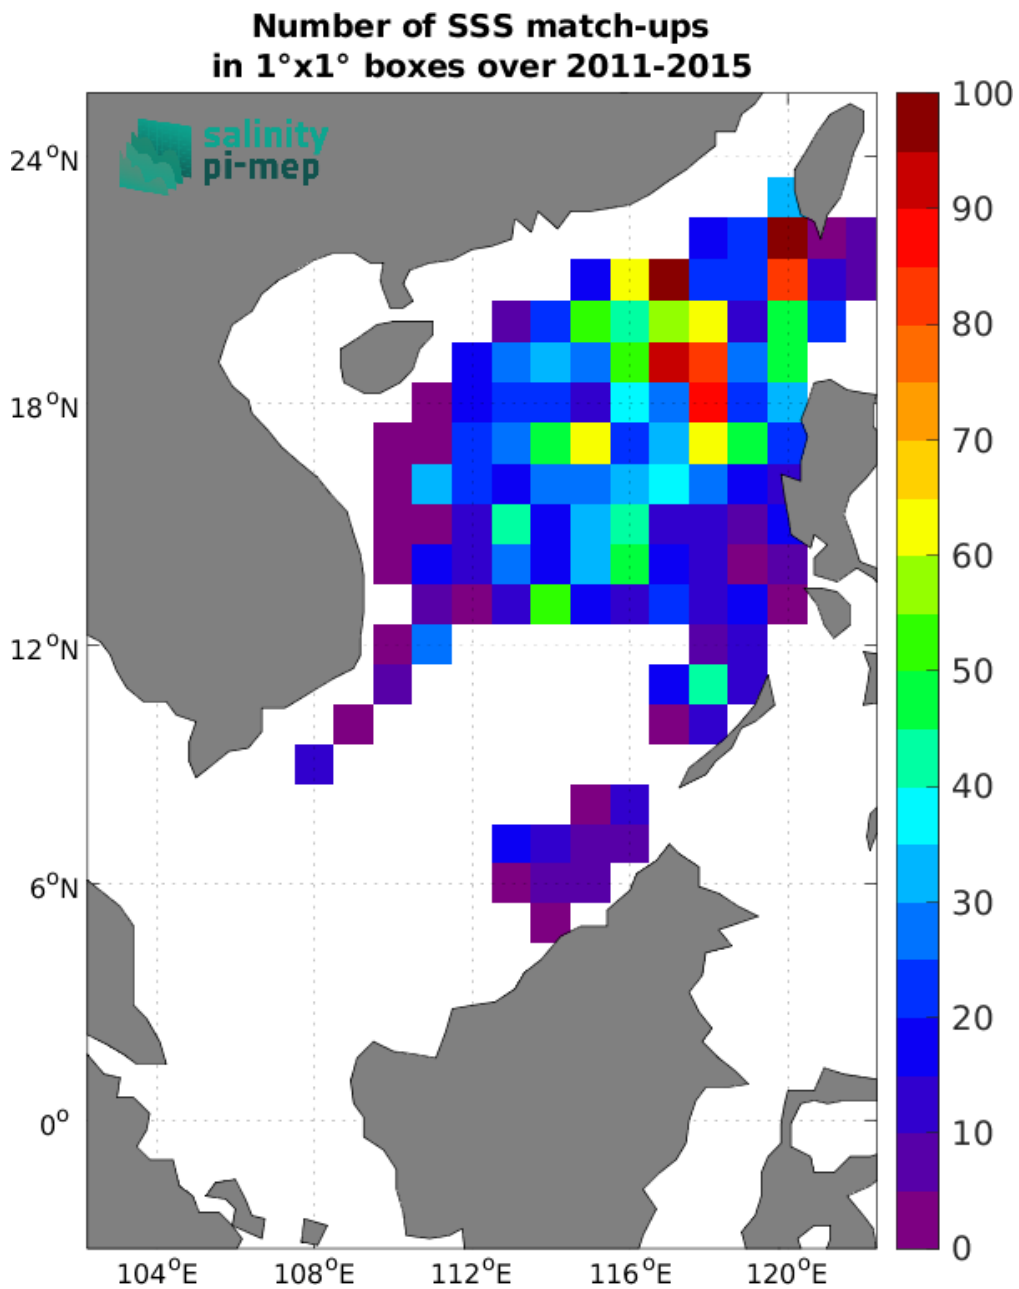 Number of SSS match-ups
in 1°x1° boxes over 2011-2015
salinity
pi-mep
100
90
80
70
60
50
40
30
20
10
0
24°N
18°N
12°N
6°N
0°
104°E 108°E 112°E 116°E 120°E